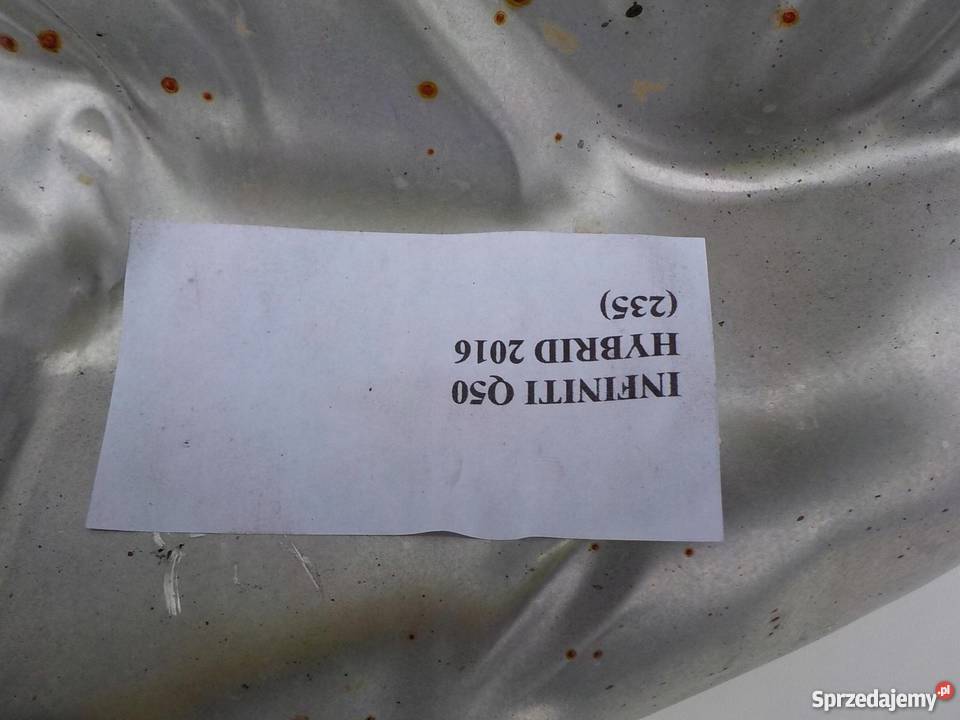 INFINITI Q50
HYBRID 2016
(235)
Sprzedajemy.pl